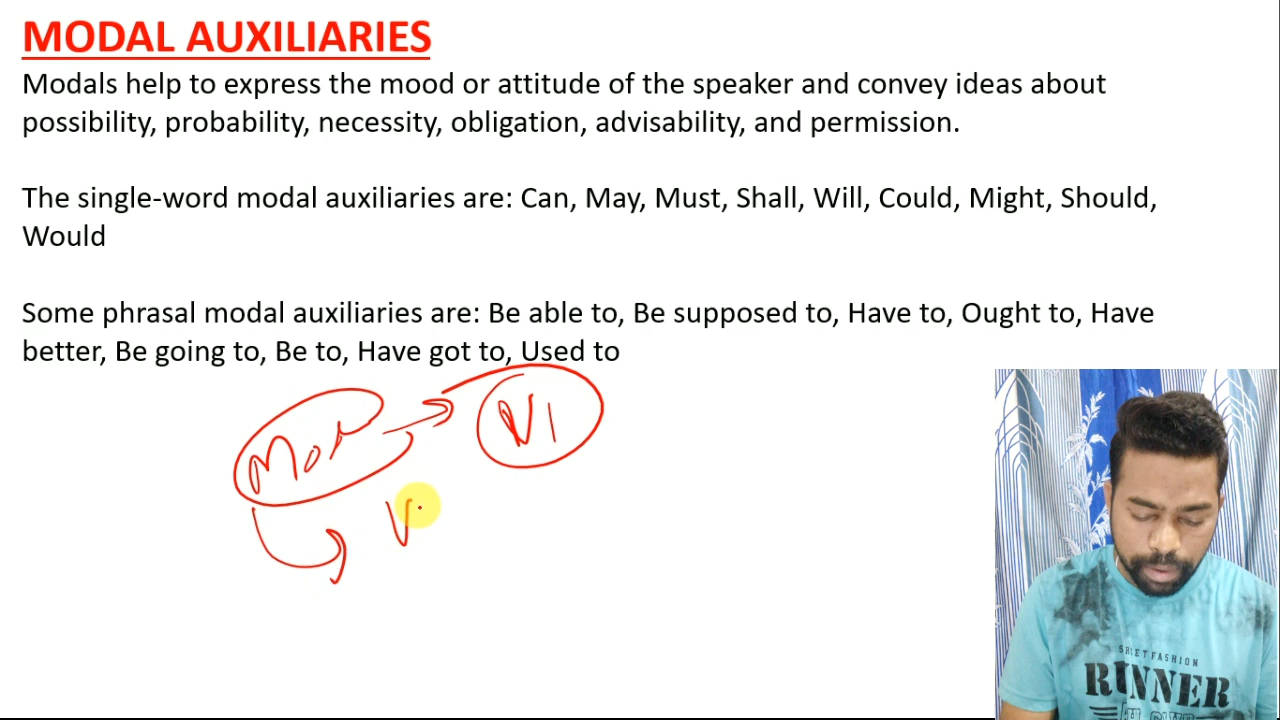 MODAL AUXILIARIES
Modals help to express the mood or attitude of the speaker and convey ideas about
possibility, probability, necessity, obligation, advisability, and permission.
The single-word modal auxiliaries are: Can, May, Must, Shall, Will, Could, Might, Should,
Would
Some phrasal modal auxiliaries are: Be able to, Be supposed to, Have to, Ought to, Have
better, Be going to, Be to, Have got to, Used to
V1
V
STREET FASHION
RUNNER